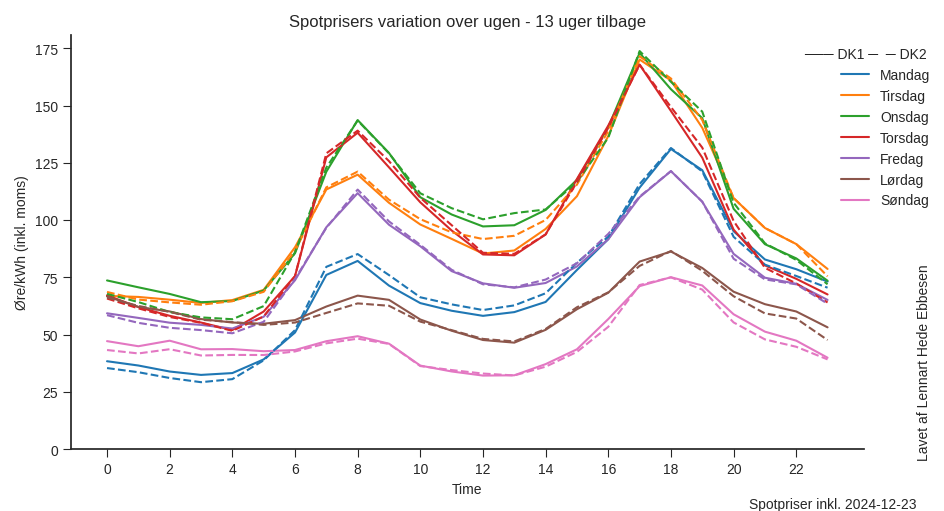 Spotprisers variation over ugen - 13 uger tilbage
Øre/kWh (inkl. moms)
175
150
125
100
75
50
25
0
0 2 4 6 8 10 12 14 16 18 20 22
Time
DK1 DK2
Mandag
Tirsdag
Onsdag
Torsdag
Fredag
Lørdag
Søndag
Lavet af Lennart Hede Ebbesen
Spotpriser inkl. 2024-12-23